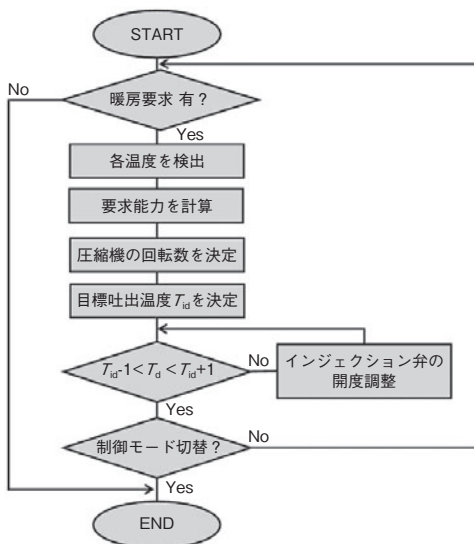 START
No
暖房要求 有？
Yes
各温度を検出
要求能力を計算
圧縮機の回転数を決定
目標吐出温度Tidを決定
Tid-1＜Td＜Tid+1
No
インジェクション弁の
開度調整
Yes
制御モード切替？
No
Yes
END